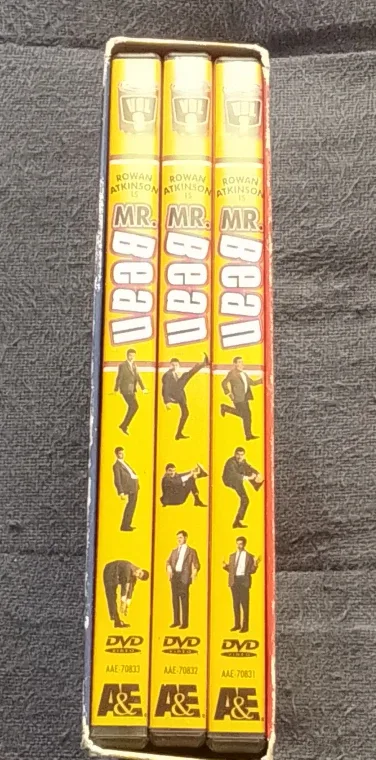 ROWAN
ATKINSON
IS
MR.
Bean
DVD
VIDEO
AAE-70833
A&E
ROWAN
ATKINSON
IS
MR.
Bean
DVD
VIDEO
AAE-70832
A&E
ROWAN
ATKINSON
IS
MR.
Bean
DVD
VIDEO
AAE-70831
A&E